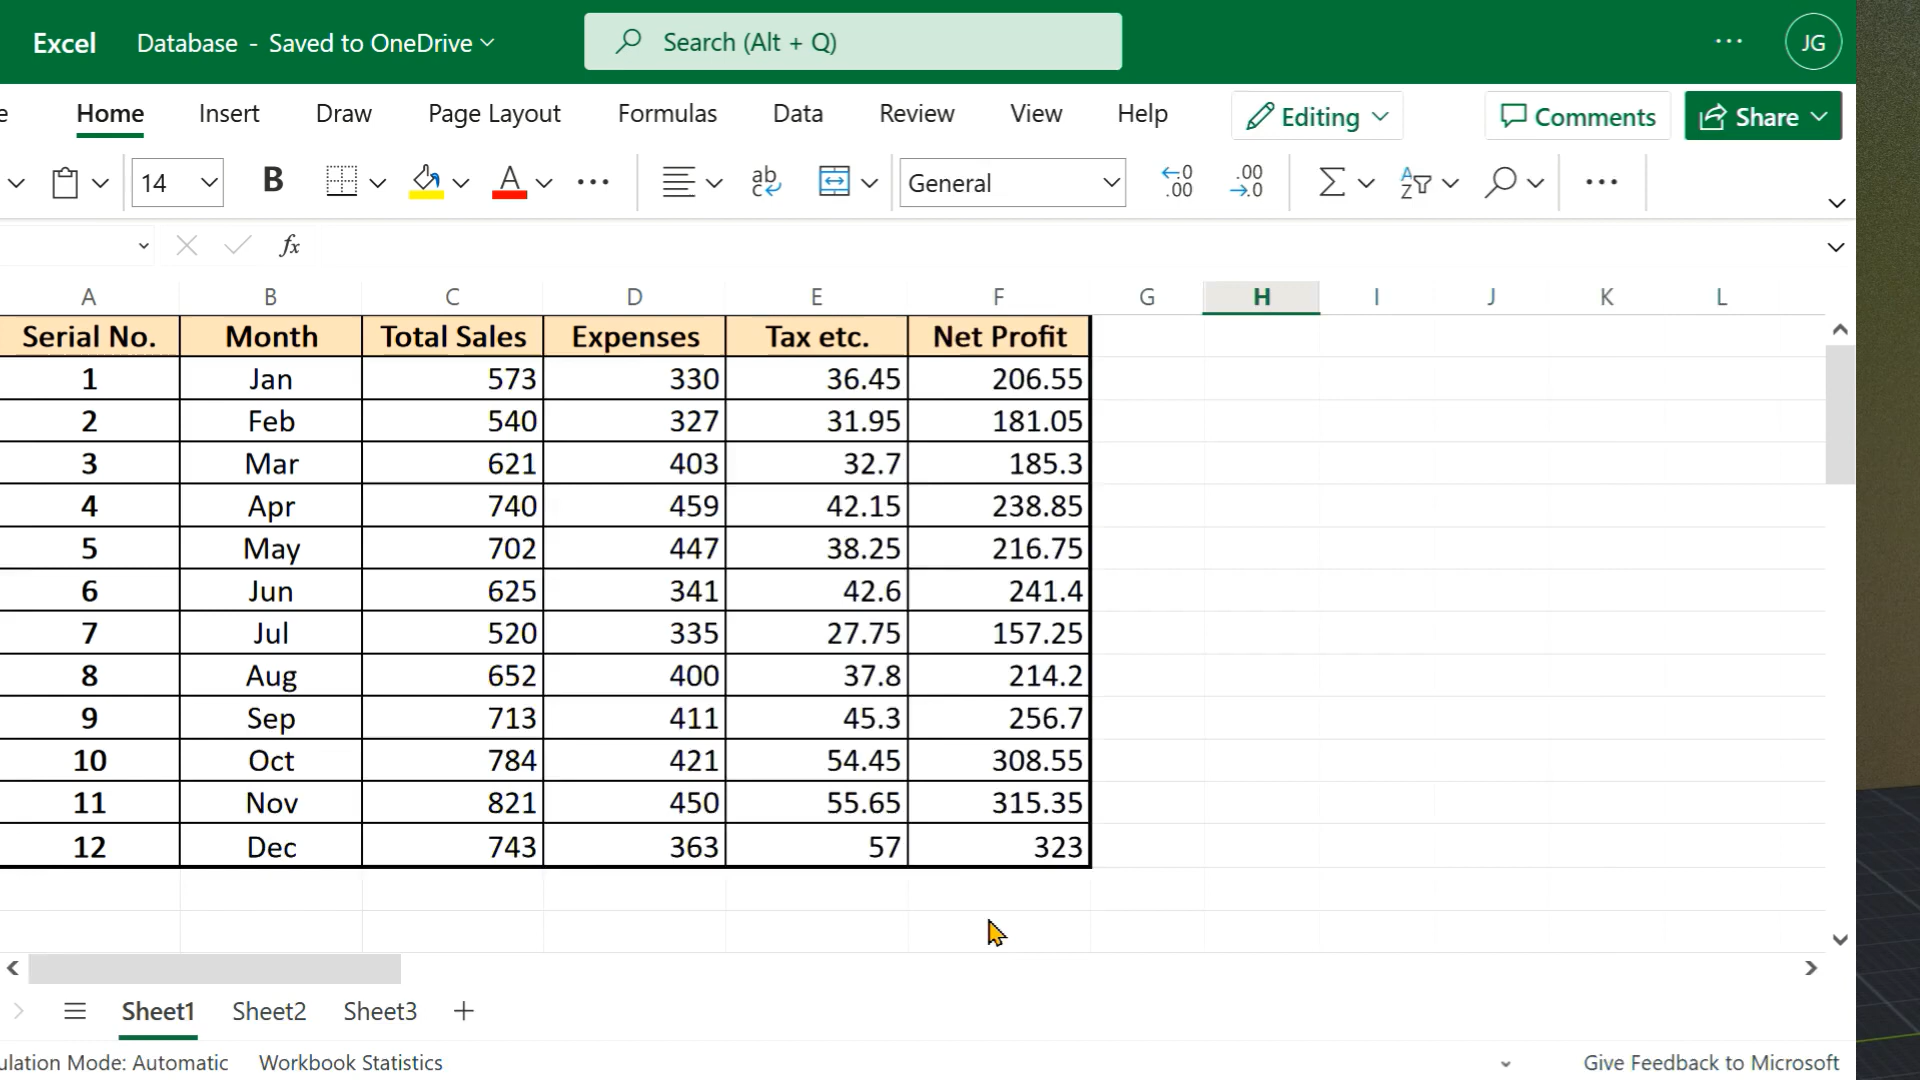 Excel Database - Saved to OneDrive Search (Alt + Q) ... JG
Home Insert Draw Page Layout Formulas Data Review View Help Editing Comments Share
14 B A ab c General .0 .00 .00 .0 A Z
fx
A B C D E F G H I J K L
Serial No. Month Total Sales Expenses Tax etc. Net Profit
1 Jan 573 330 36.45 206.55
2 Feb 540 327 31.95 181.05
3 Mar 621 403 32.7 185.3
4 Apr 740 459 42.15 238.85
5 May 702 447 38.25 216.75
6 Jun 625 341 42.6 241.4
7 Jul 520 335 27.75 157.25
8 Aug 652 400 37.8 214.2
9 Sep 713 411 45.3 256.7
10 Oct 784 421 54.45 308.55
11 Nov 821 450 55.65 315.35
12 Dec 743 363 57 323
Sheet1 Sheet2 Sheet3 +
ulation Mode: Automatic Workbook Statistics Give Feedback to Microsoft